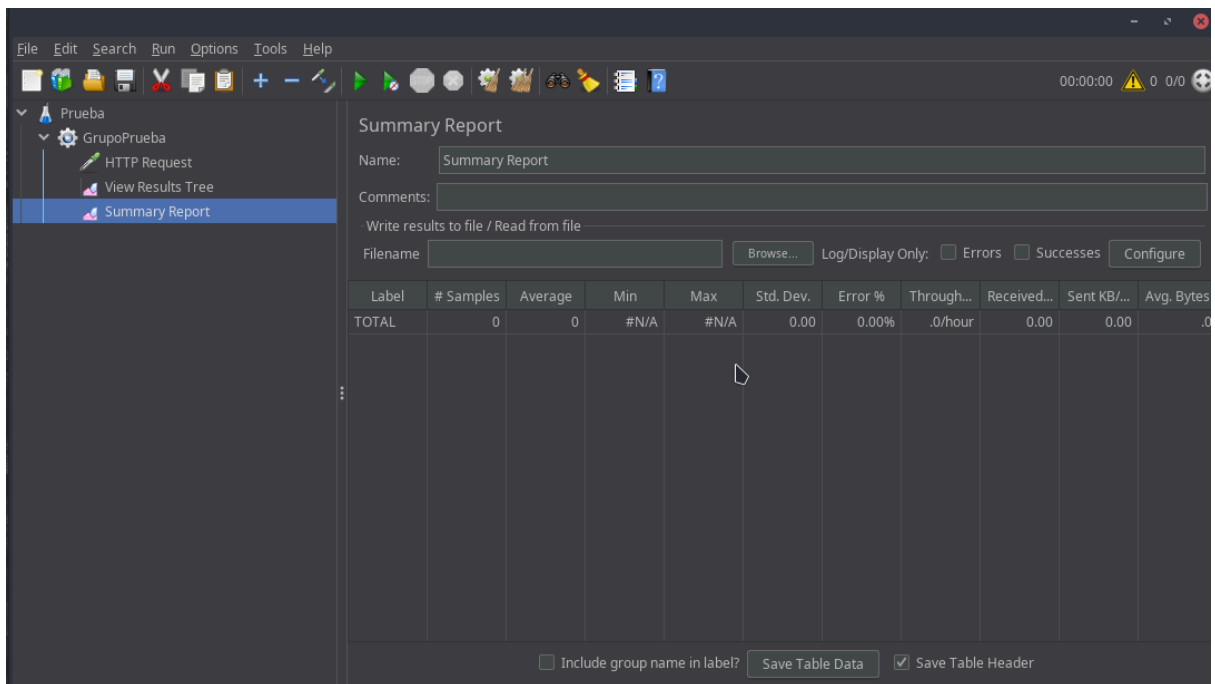 File Edit Search Run Options Tools Help
STOP
00:00:00 0 0/0
Prueba
GrupoPrueba
HTTP Request
View Results Tree
Summary Report
Summary Report
Name: Summary Report
Comments:
Write results to file / Read from file
Filename Browse... Log/Display Only: Errors Successes Configure
Label # Samples Average Min Max Std. Dev. Error % Through... Received... Sent KB/... Avg. Bytes
TOTAL 0 0 #N/A #N/A 0.00 0.00% .0/hour 0.00 0.00 .0
Include group name in label? Save Table Data Save Table Header